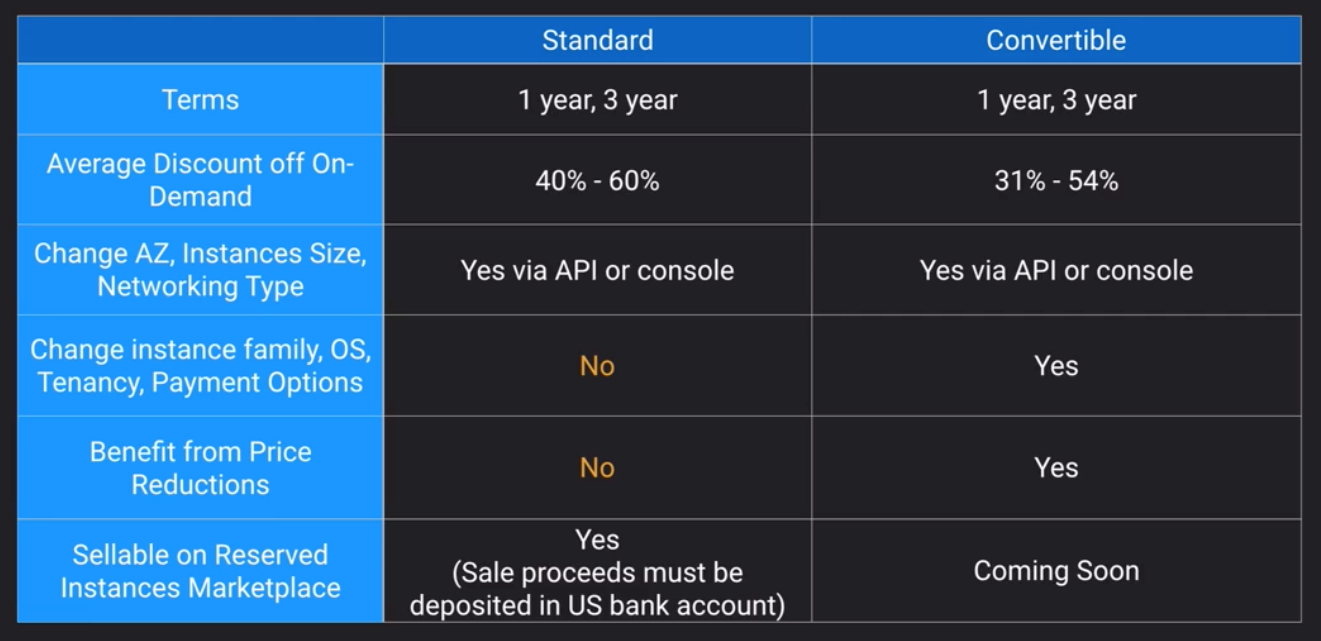 Standard
Convertible
Terms
1 year, 3 year
1 year, 3 year
Average Discount off On-
Demand
40% - 60%
31% - 54%
Change AZ, Instances Size,
Networking Type
Yes via API or console
Yes via API or console
Change instance family, OS,
Tenancy, Payment Options
No
Yes
Benefit from Price
Reductions
No
Yes
Sellable on Reserved
Instances Marketplace
Yes
(Sale proceeds must be
deposited in US bank account)
Coming Soon